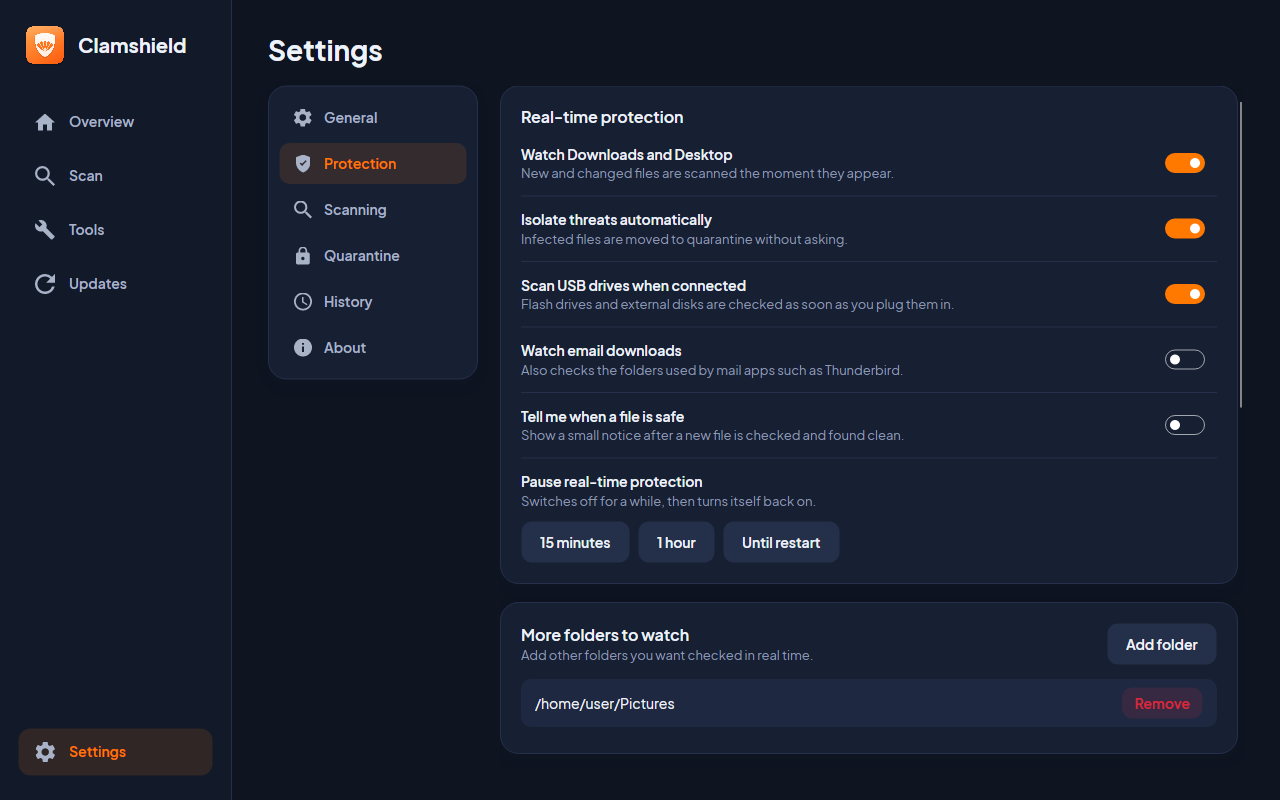 Clamshield
Overview
Scan
Tools
Updates
Settings
Settings
General
Protection
Scanning
Quarantine
History
About
Real-time protection
Watch Downloads and Desktop
New and changed files are scanned the moment they appear.
Isolate threats automatically
Infected files are moved to quarantine without asking.
Scan USB drives when connected
Flash drives and external disks are checked as soon as you plug them in.
Watch email downloads
Also checks the folders used by mail apps such as Thunderbird.
Tell me when a file is safe
Show a small notice after a new file is checked and found clean.
Pause real-time protection
Switches off for a while, then turns itself back on.
15 minutes
1 hour
Until restart
More folders to watch
Add other folders you want checked in real time.
Add folder
/home/user/Pictures
Remove